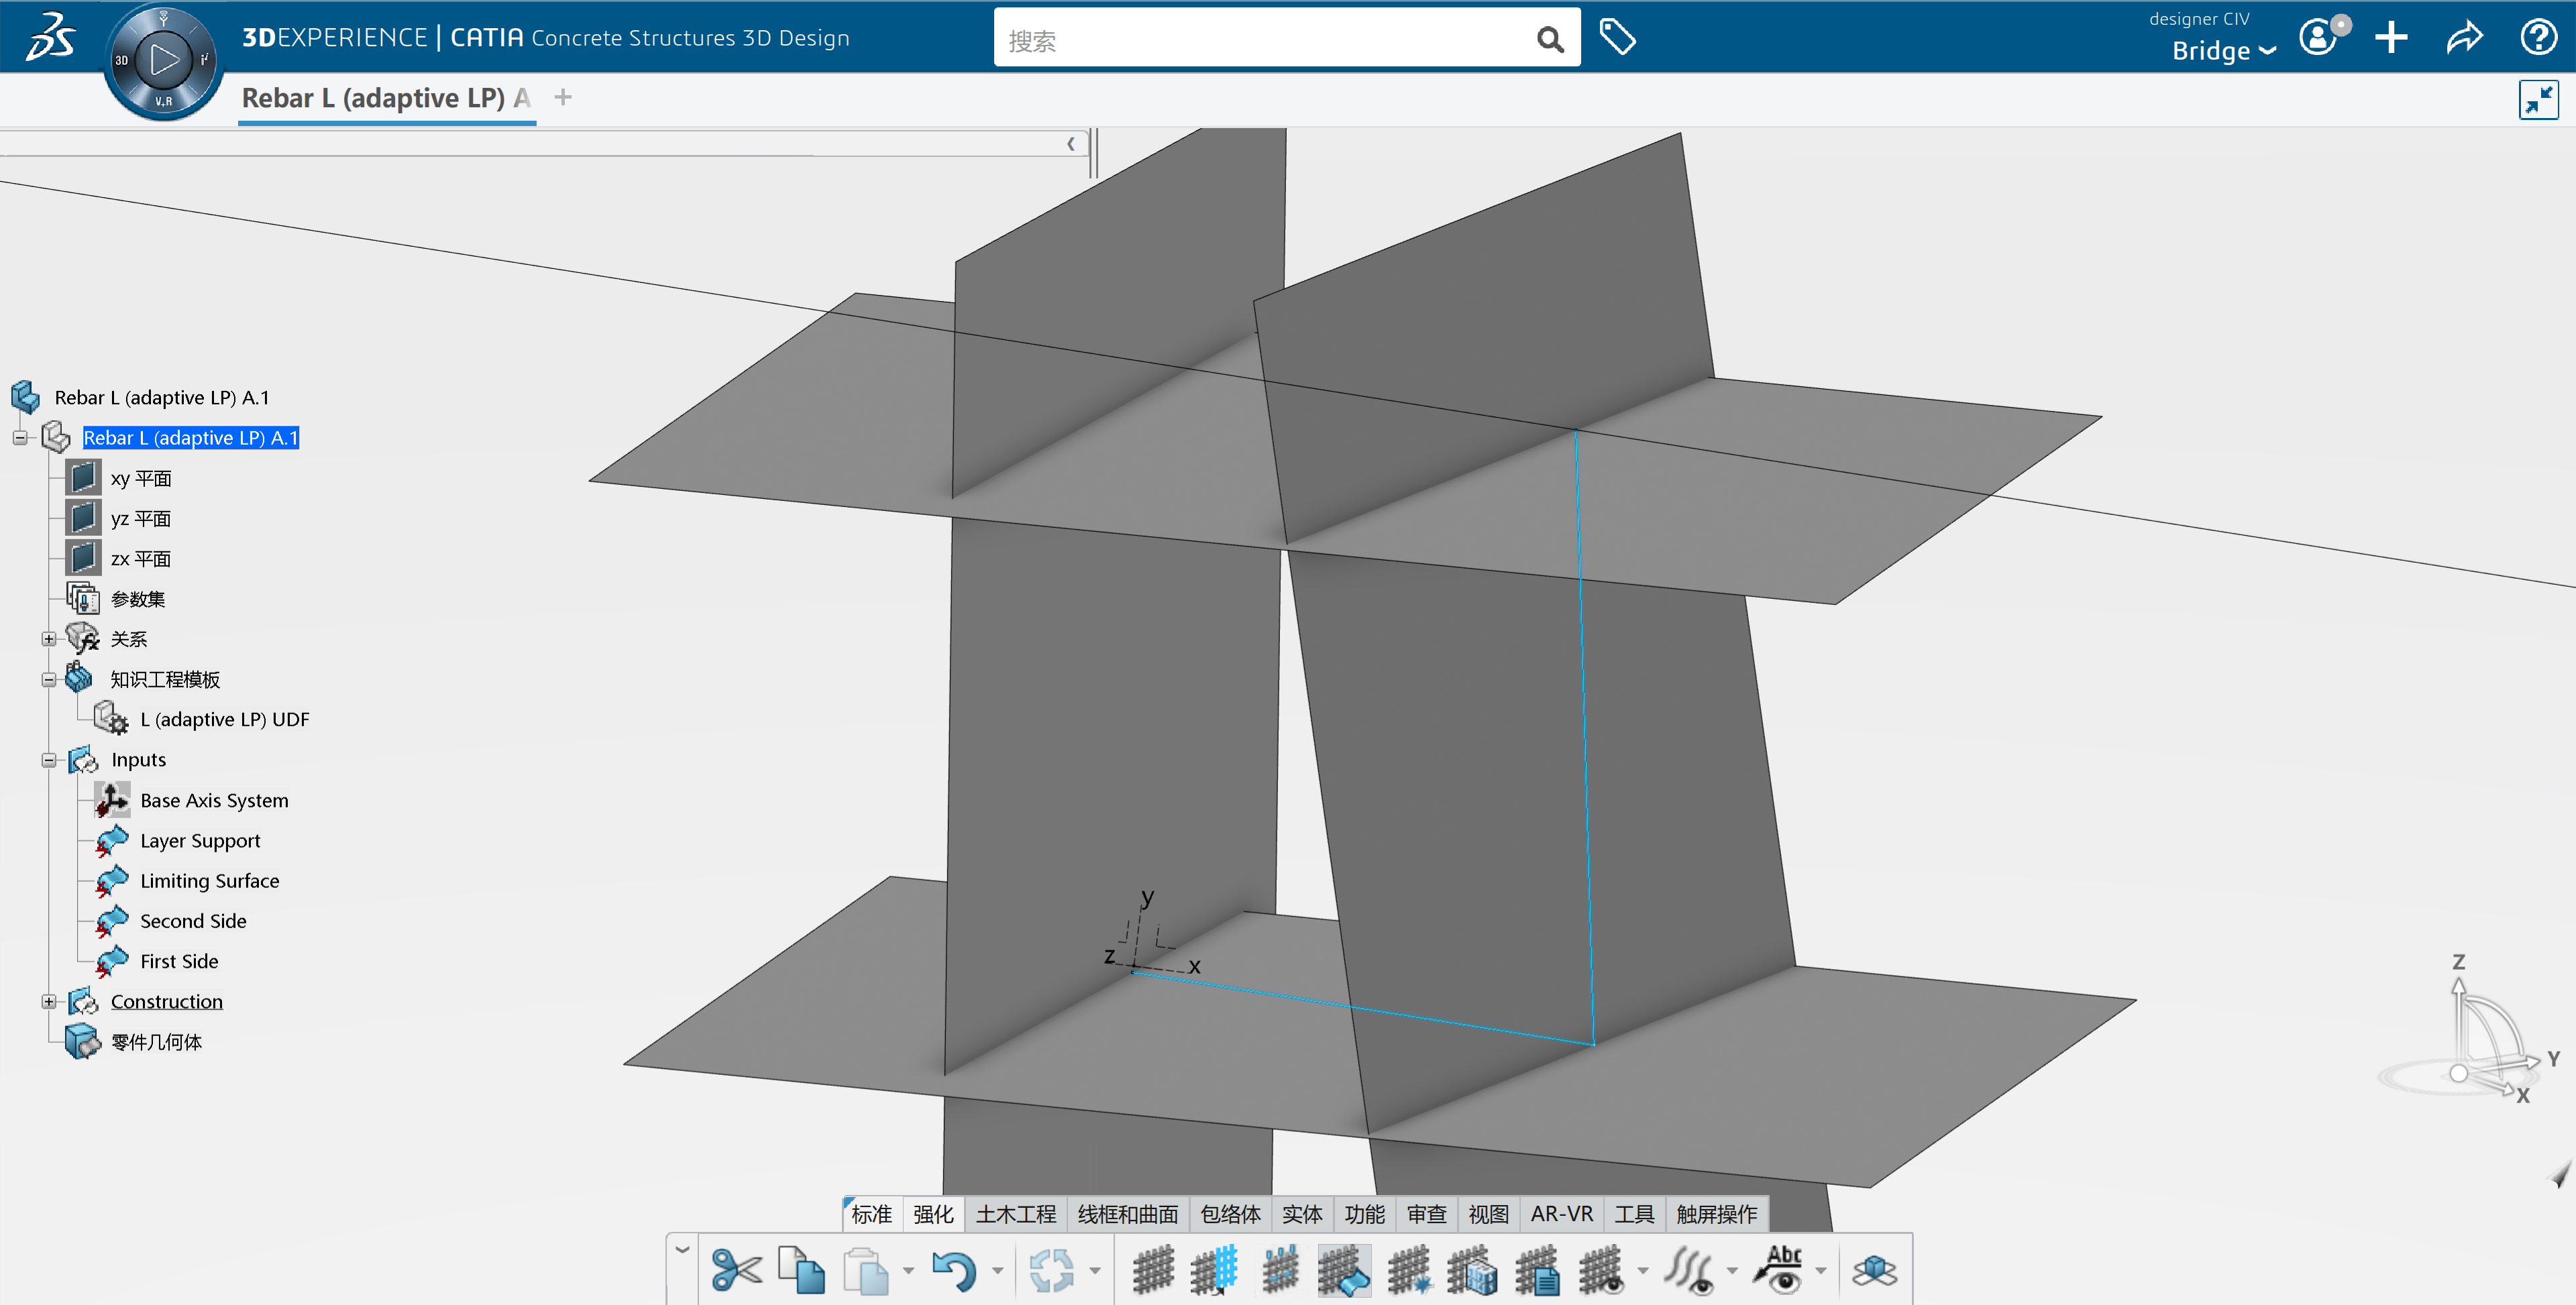 3DEXPERIENCE | CATIA Concrete Structures 3D Design
搜索
designer CIV
Bridge
3D
V,R
Rebar L (adaptive LP) A
Rebar L (adaptive LP) A.1
Rebar L (adaptive LP) A.1
xy 平面
yz 平面
zx 平面
参数集
关系
知识工程模板
L (adaptive LP) UDF
Inputs
Base Axis System
Layer Support
Limiting Surface
Second Side
First Side
Construction
零件几何体
y
z
x
Z
Y
X
标准 强化 土木工程 线框和曲面 包络体 实体 功能 审查 视图 AR-VR 工具 触屏操作
Abc